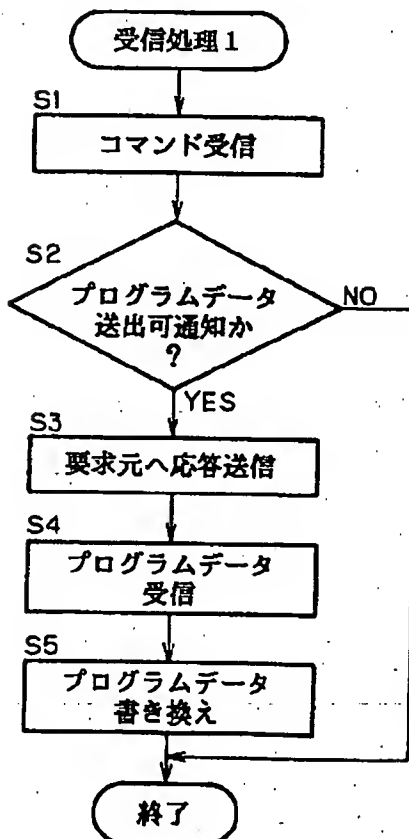 受信処理1
S1
コマンド受信
S2
プログラムデータ
送出可通知か
?
NO
YES
S3
要求元へ応答送信
S4
プログラムデータ
受信
S5
プログラムデータ
書き換え
終了